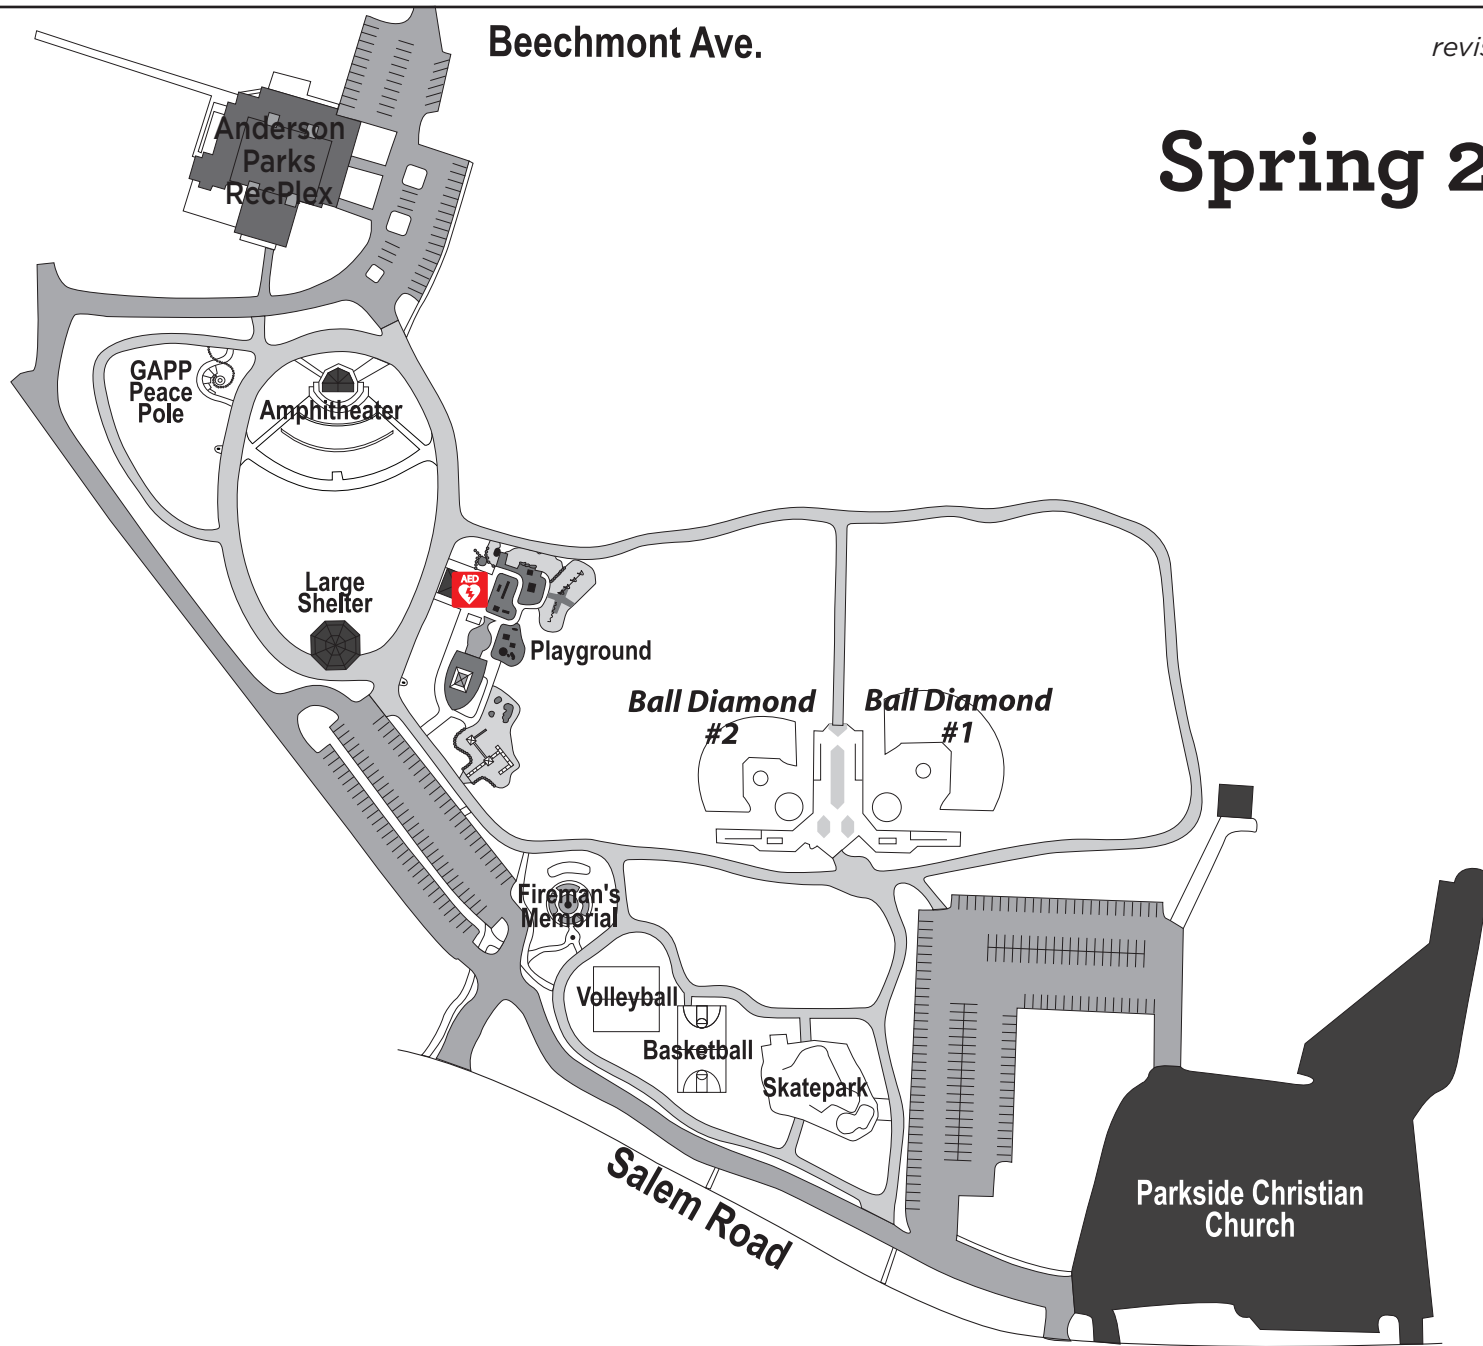 Beechmont Ave.
revis
Spring 2
Anderson
Parks
RecPlex
GAPP
Peace
Pole
Amphitheater
Large
Shelter
AED
Playground
Ball Diamond
#2
Ball Diamond
#1
Fireman's
Memorial
Volleyball
Basketball
Skatepark
Salem Road
Parkside Christian
Church